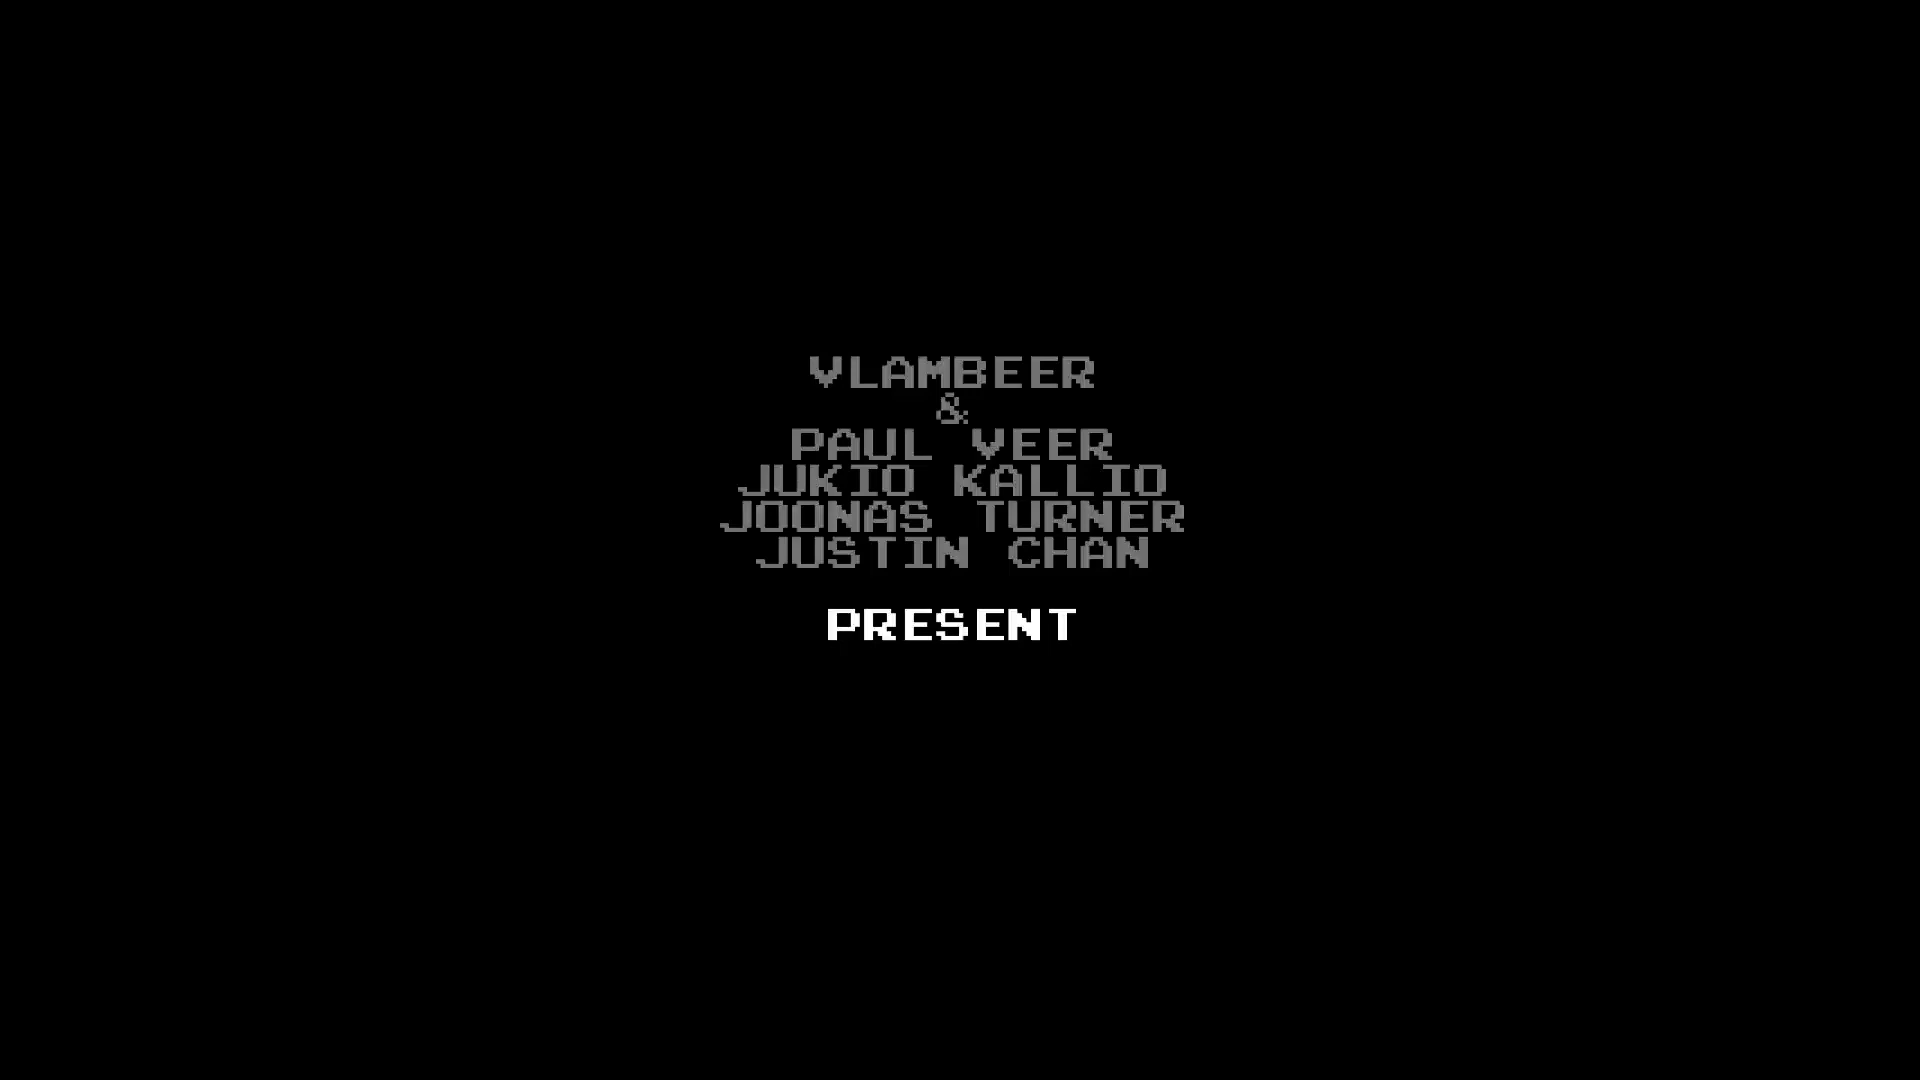 VLAMBEER
&
PAUL VEER
JUKIO KALLIO
JOONAS TURNER
JUSTIN CHAN
PRESENT